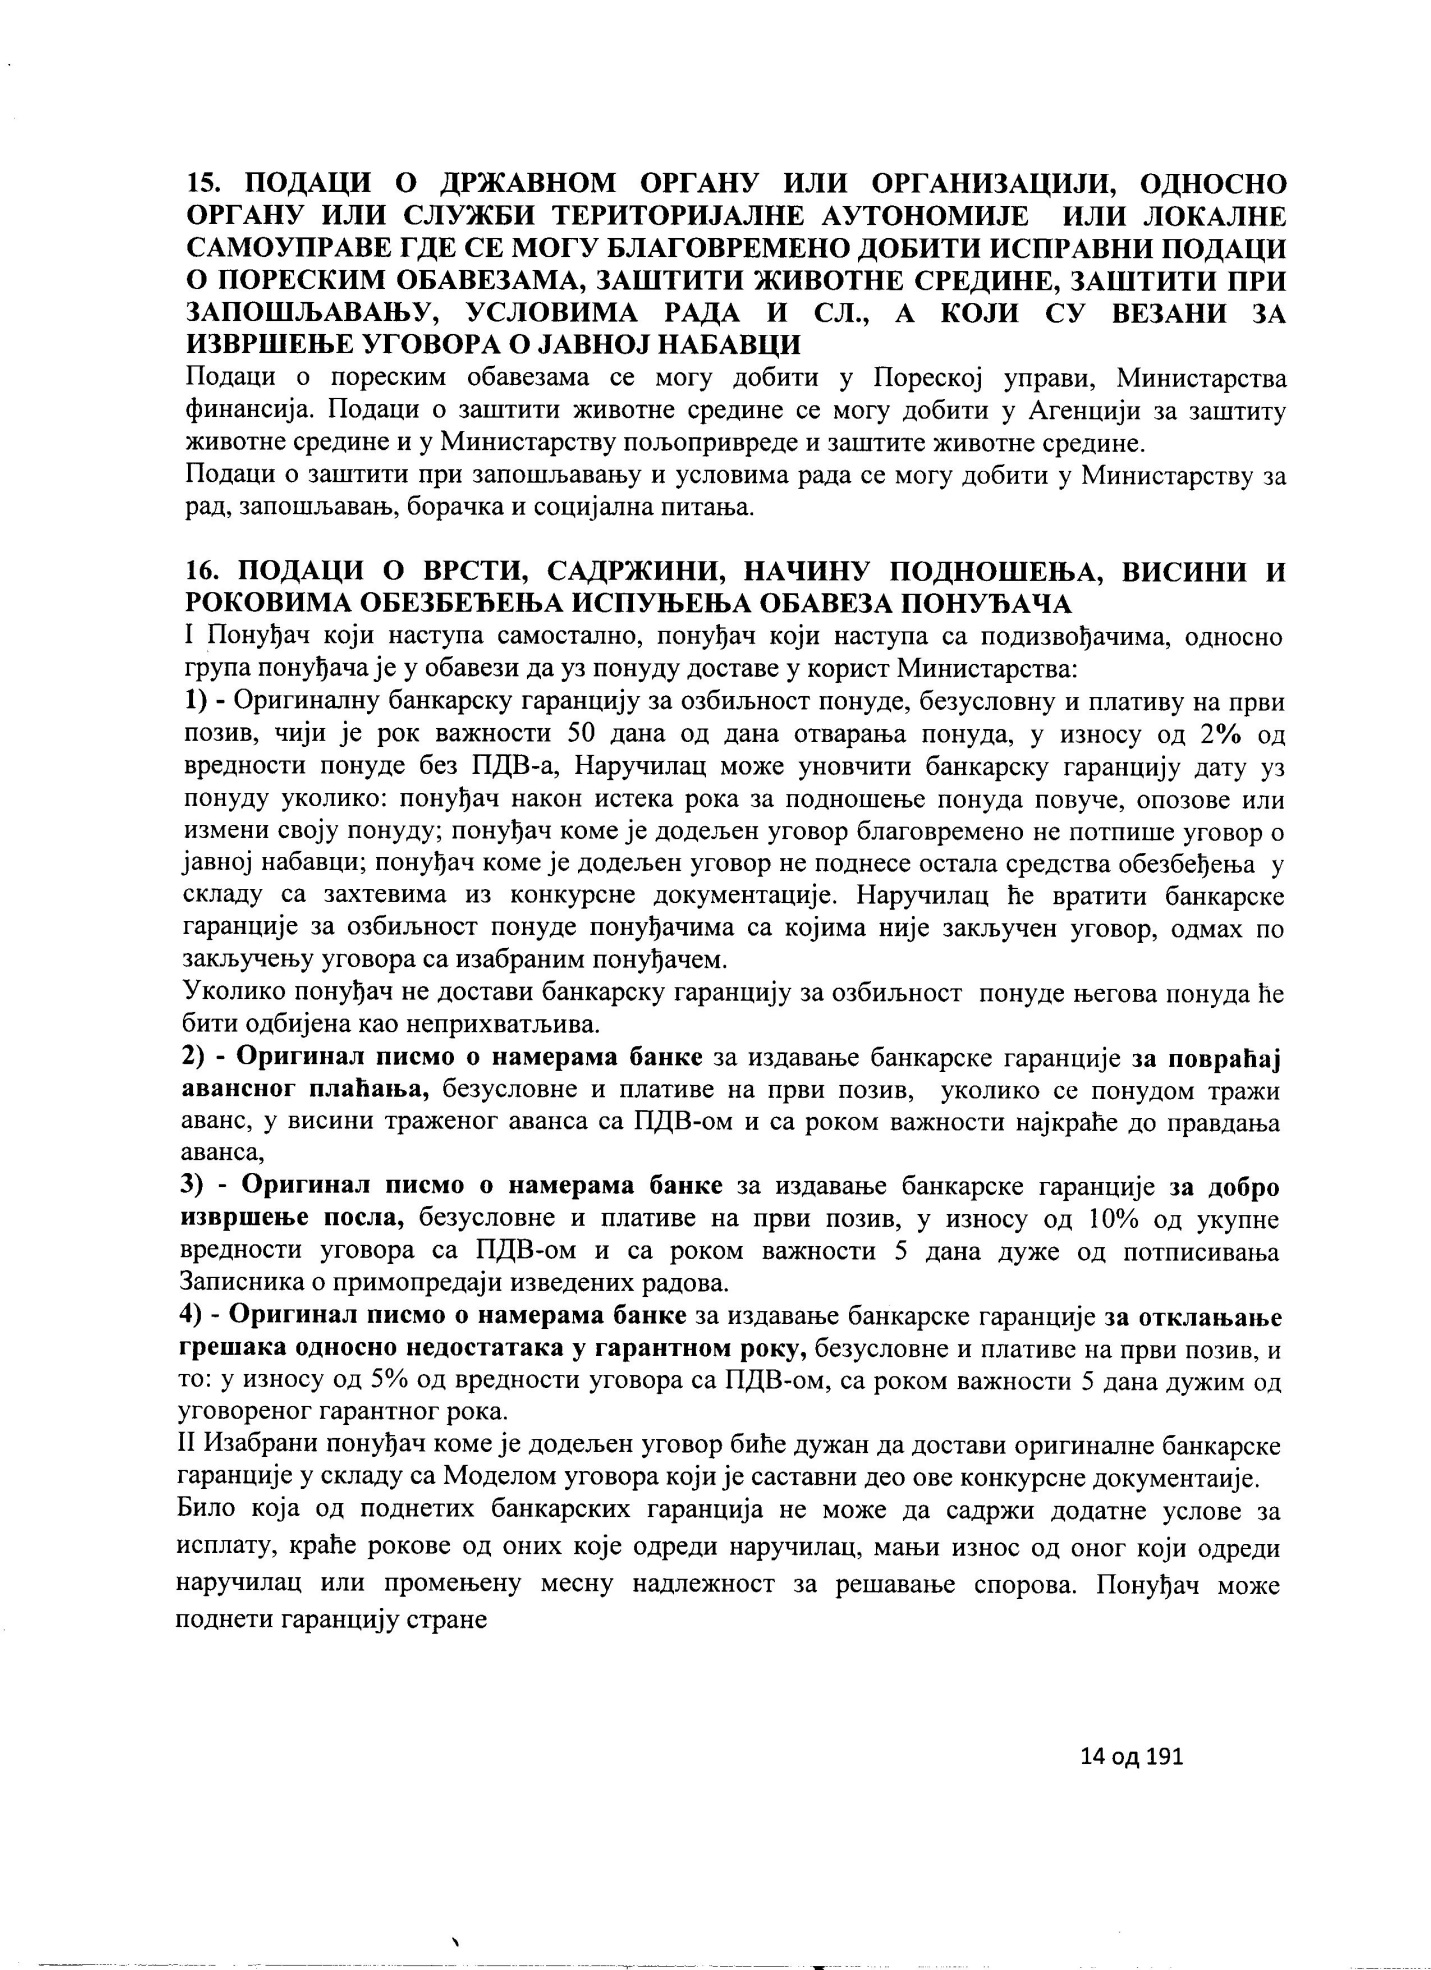 15. ПОДАЦИ О ДРЖАВНОМ ОРГАНУ ИЛИ ОРГАНИЗАЦИЈИ, ОДНОСНО
ОРГАНУ ИЛИ СЛУЖБИ ТЕРИТОРИЈАЛНЕ АУТОНОМИЈЕ ИЛИ ЛОКАЛНЕ
САМОУПРАВЕ ГДЕ СЕ МОГУ БЛАГОВРЕМЕНО ДОБИТИ ИСПРАВНИ ПОДАЦИ
О ПОРЕСКИМ ОБАВЕЗАМА, ЗАШТИТИ ЖИВОТНЕ СРЕДИНЕ, ЗАШТИТИ ПРИ
ЗАПОШЉАВАЊУ, УСЛОВИМА РАДА И СЛ., А КОЈИ СУ ВЕЗАНИ ЗА
ИЗВРШЕЊЕ УГОВОРА О ЈАВНОЈ НАБАВЦИ
Подаци о пореским обавезама се могу добити у Пореској управи, Министарства
финансија. Подаци о заштити животне средине се могу добити у Агенцији за заштиту
животне средине и у Министарству пољопривреде и заштите животне средине.
Подаци о заштити при запошљавању и условима рада се могу добити у Министарству за
рад, запошљавањ, борачка и социјална питања.
16. ПОДАЦИ О ВРСТИ, САДРЖИНИ, НАЧИНУ ПОДНОШЕЊА, ВИСИНИ И
РОКОВИМА ОБЕЗБЕЂЕЊА ИСПУЊЕЊА ОБАВЕЗА ПОНУЂАЧА
I Понуђач који наступа самостално, понуђач који наступа са подизвођачима, односно
група понуђача је у обавези да уз понуду доставе у корист Министарства:
1) - Оригиналну банкарску гаранцију за озбиљност понуде, безусловну и плативу на први
позив, чији је рок важности 50 дана од дана отварања понуда, у износу од 2% од
вредности понуде без ПДВ-а, Наручилац може уновчити банкарску гаранцију дату уз
понуду уколико: понуђач након истека рока за подношење понуда повуче, опозове или
измени своју понуду; понуђач коме је додељен уговор благовремено не потпише уговор о
јавној набавци; понуђач коме је додељен уговор не поднесе остала средства обезбеђења у
складу са захтевима из конкурсне документације. Наручилац ће вратити банкарске
гаранције за озбиљност понуде понуђачима са којима није закључен уговор, одмах по
закључењу уговора са изабраним понуђачем.
Уколико понуђач не достави банкарску гаранцију за озбиљност понуде његова понуда ће
бити одбијена као неприхватљива.
2) - Оригинал писмо о намерама банке за издавање банкарске гаранције за повраћај
авансног плаћања, безусловне и плативе на први позив, уколико се понудом тражи
аванс, у висини траженог аванса са ПДВ-ом и са роком важности најкраће до правдања
аванса,
3) - Оригинал писмо о намерама банке за издавање банкарске гаранције за добро
извршење посла, безусловне и плативе на први позив, у износу од 10% од укупне
вредности уговора са ПДВ-ом и са роком важности 5 дана дуже од потписивања
Записника о примопредаји изведених радова.
4) - Оригинал писмо о намерама банке за издавање банкарске гаранције за отклањање
грешака односно недостатака у гарантном року, безусловне и плативе на први позив, и
то: у износу од 5% од вредности уговора са ПДВ-ом, са роком важности 5 дана дужим од
уговореног гарантног рока.
II Изабрани понуђач коме је додељен уговор биће дужан да достави оригиналне банкарске
гаранције у складу са Моделом уговора који је саставни део ове конкурсне документаије.
Било која од поднетих банкарских гаранција не може да садржи додатне услове за
исплату, краће рокове од оних које одреди наручилац, мањи износ од оног који одреди
наручилац или промењену месну надлежност за решавање спорова. Понуђач може
поднети гаранцију стране
14 од 191